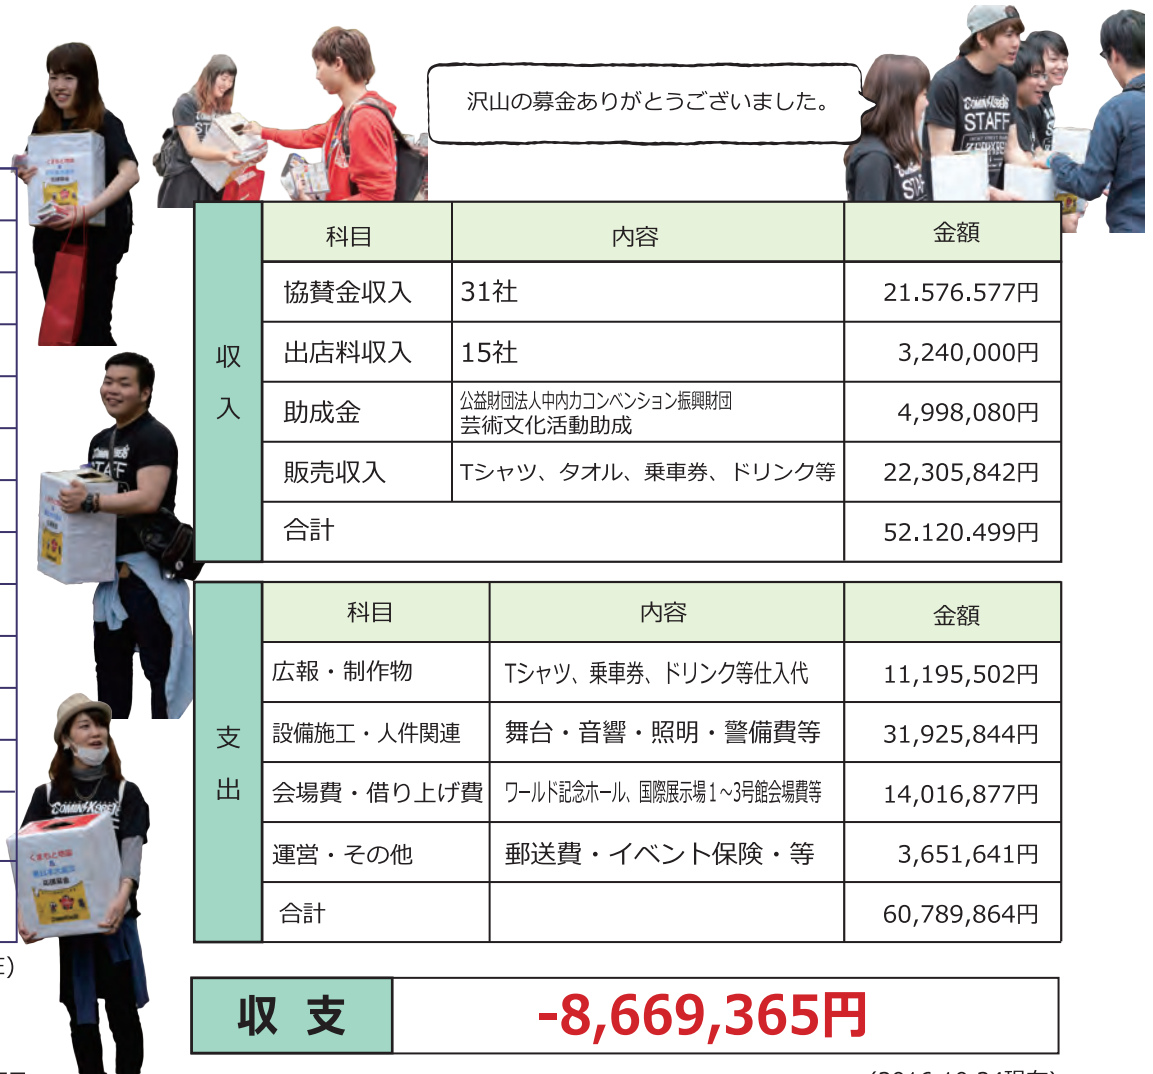 沢山の募金ありがとうございました。
収入
科目 内容 金額
協賛金収入 31社 21.576.577円
出店料収入 15社 3,240,000円
助成金 公益財団法人中内力コンベンション振興財団
芸術文化活動助成 4,998,080円
販売収入 Tシャツ、タオル、乗車券、ドリンク等 22,305,842円
合計 52.120.499円
支出
科目 内容 金額
広報・制作物 Tシャツ、乗車券、ドリンク等仕入代 11,195,502円
設備施工・人件関連 舞台・音響・照明・警備費等 31,925,844円
会場費・借り上げ費 ワールド記念ホール、国際展示場1～3号館会場費等 14,016,877円
運営・その他 郵送費・イベント保険・等 3,651,641円
合計 60,789,864円
収支 -8,669,365円
STAFF
STAFF
くまもと地震
&
応援募金